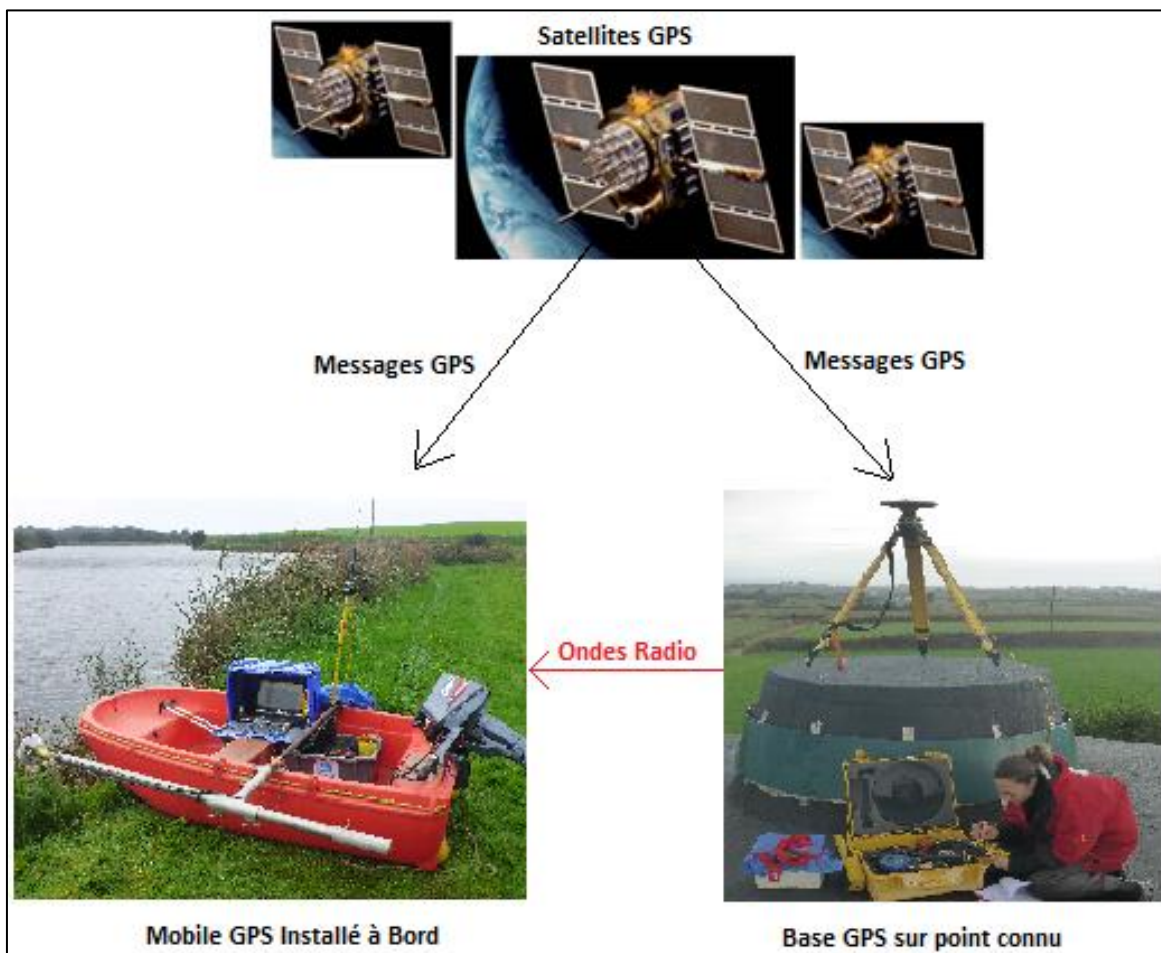 Satellites GPS
Messages GPS
Messages GPS
Ondes Radio
Mobile GPS Installé à Bord
Base GPS sur point connu